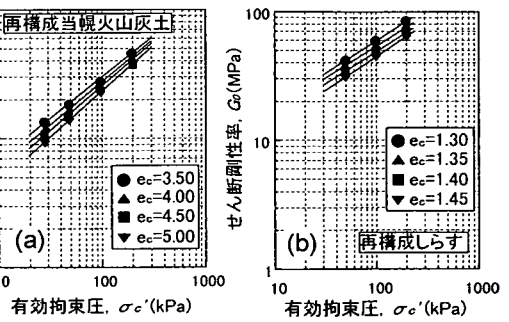 再構成当幌火山灰土
ec=3.50
ec=4.00
ec=4.50
ec=5.00
(a)
0
100
1000
有効拘束圧, σc'(kPa)
せん断剛性率, G0(MPa)
100
10
1
ec=1.30
ec=1.35
ec=1.40
ec=1.45
(b)
再構成しらす
10
100
1000
有効拘束圧, σc'(kPa)